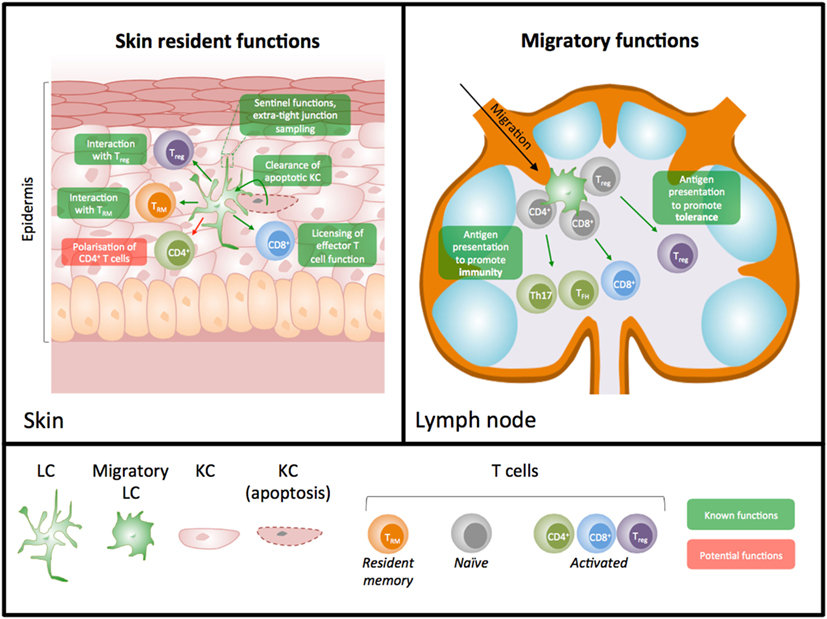 Skin resident functions
Epidermis
Sentinel functions,
extra-tight junction
sampling
Interaction
with Treg
Treg
Clearance of
apoptotic KC
Interaction
with TRM
TRM
Polarisation of
CD4+ T cells
CD4+
CD8+
Licensing of
effector T
cell function
Skin
Migratory functions
Migration
Treg
CD4+
CD8+
Antigen
presentation
to promote
tolerance
Antigen
presentation
to promote
immunity
Treg
Th17
TFH
CD8+
Lymph node
LC
Migratory
LC
KC
KC
(apoptosis)
T cells
TRM
CD4+
CD8+
Treg
Resident
memory
Naïve
Activated
Known functions
Potential functions